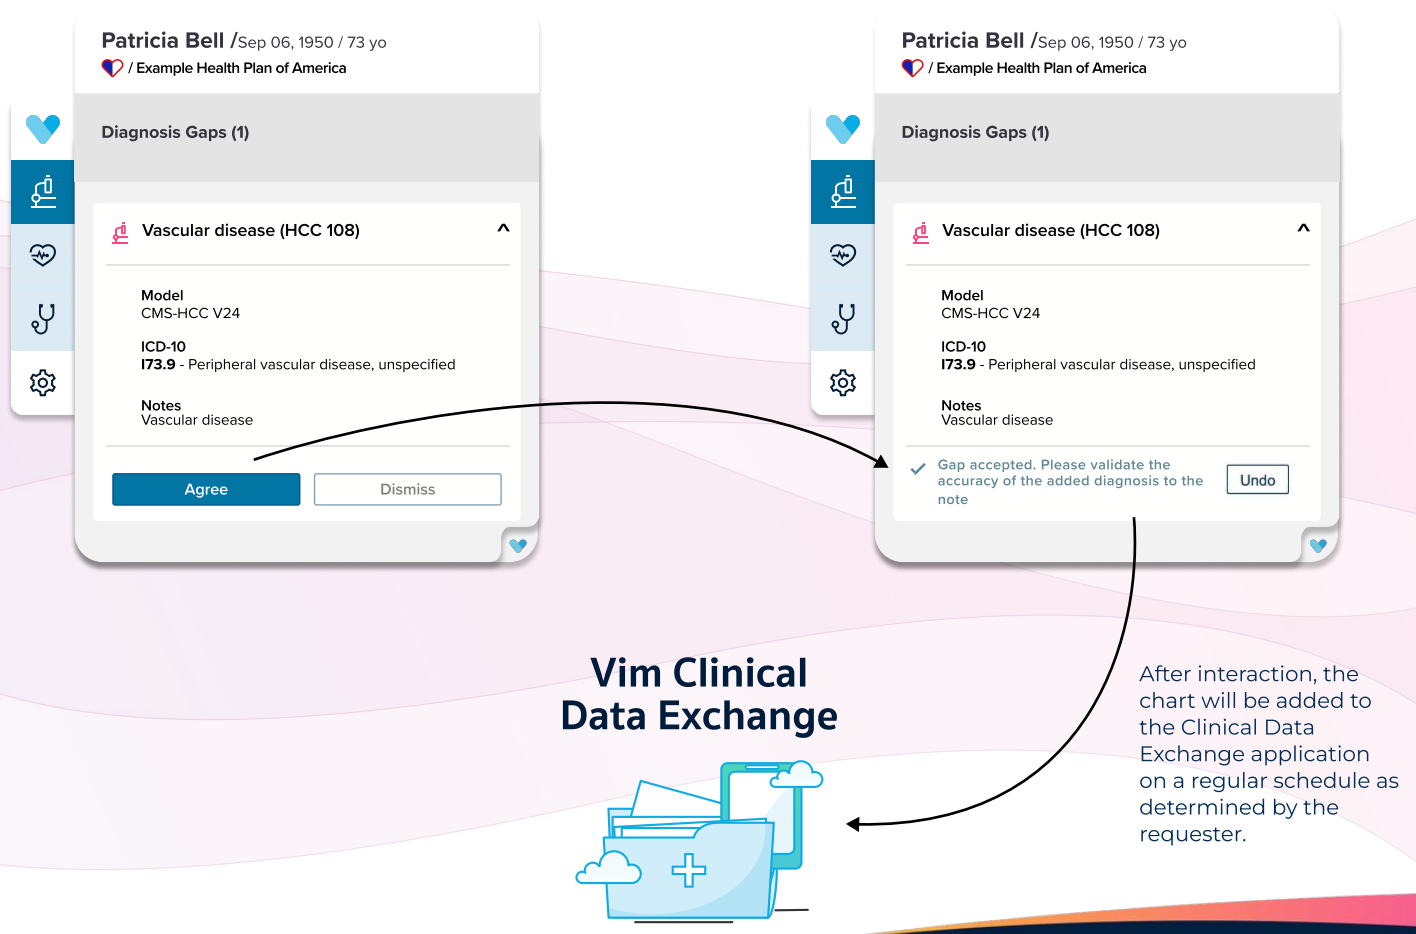 Patricia Bell /Sep 06, 1950 / 73 yo
/ Example Health Plan of America
Diagnosis Gaps (1)
Vascular disease (HCC 108)
^
Model
CMS-HCC V24
ICD-10
I73.9 - Peripheral vascular disease, unspecified
Notes
Vascular disease
Agree
Dismiss
Patricia Bell /Sep 06, 1950 / 73 yo
/ Example Health Plan of America
Diagnosis Gaps (1)
Vascular disease (HCC 108)
^
Model
CMS-HCC V24
ICD-10
I73.9 - Peripheral vascular disease, unspecified
Notes
Vascular disease
Gap accepted. Please validate the
accuracy of the added diagnosis to the
note
Undo
Vim Clinical
Data Exchange
After interaction, the
chart will be added to
the Clinical Data
Exchange application
on a regular schedule as
determined by the
requester.